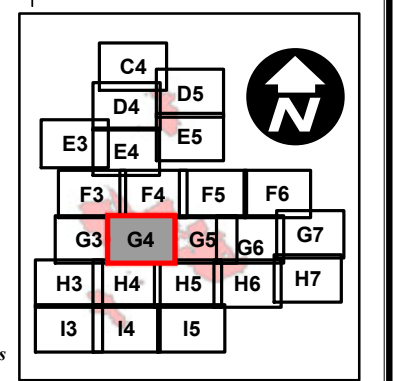 C4
D4 D5
E3 E4 E5
N
F3 F4 F5 F6
G3 G4 G5 G6 G7
H3 H4 H5 H6 H7
I3 I4 I5
s